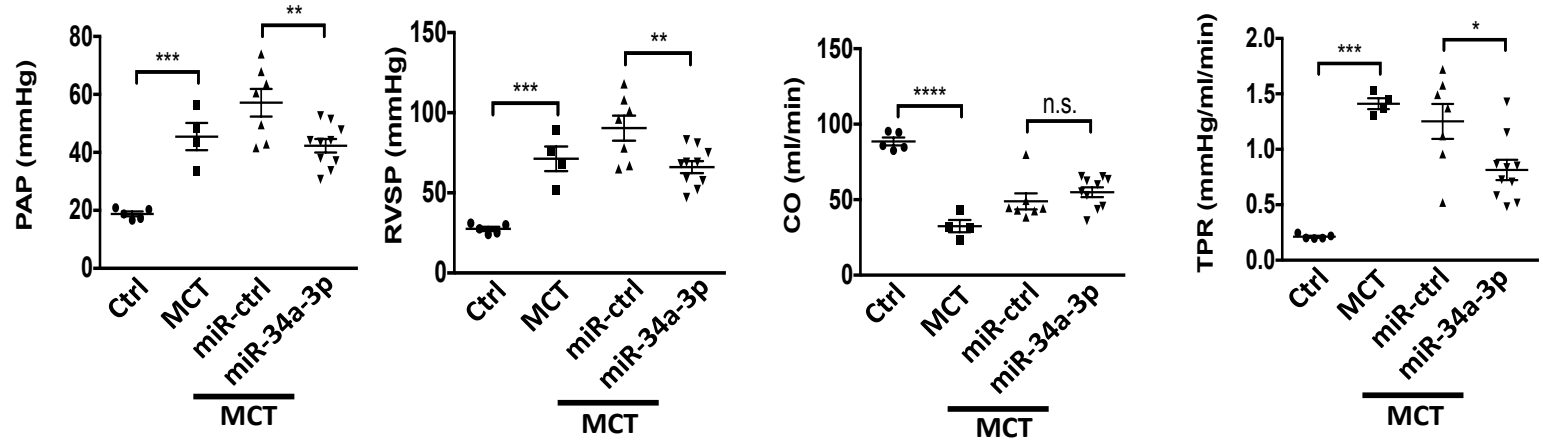 PAP (mmHg)
80
60
40
20
0
***
**
Ctrl
MCT
miR-ctrl
miR-34a-3p
MCT
RVSP (mmHg)
150
100
50
0
***
**
Ctrl
MCT
miR-ctrl
miR-34a-3p
MCT
CO (ml/min)
150
100
50
0
****
n.s.
Ctrl
MCT
miR-ctrl
miR-34a-3p
MCT
TPR (mmHg/ml/min)
2.0
1.5
1.0
0.5
0.0
***
*
Ctrl
MCT
miR-ctrl
miR-34a-3p
MCT